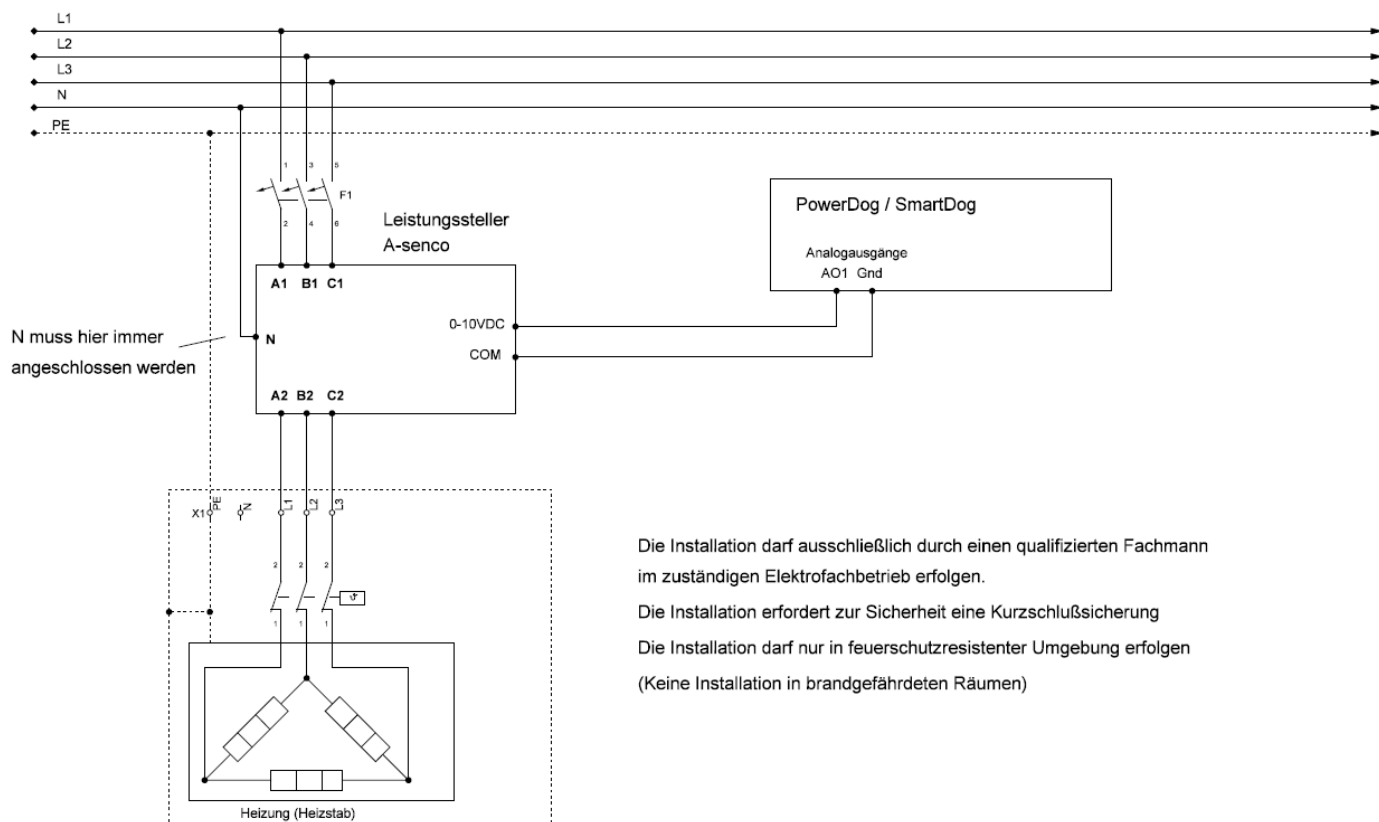 L1
L2
L3
N
PE
1 3 5
F1
2 4 6
Leistungssteller
A-senco
A1 B1 C1
N
0-10VDC
COM
A2 B2 C2
N muss hier immer
angeschlossen werden
PowerDog / SmartDog
Analogausgänge
AO1 Gnd
X1 PE N L1 L2 L3
2 2 2
ϑ
1 1 1
Heizung (Heizstab)
Die Installation darf ausschließlich durch einen qualifizierten Fachmann
im zuständigen Elektrofachbetrieb erfolgen.
Die Installation erfordert zur Sicherheit eine Kurzschlußsicherung
Die Installation darf nur in feuerschutzresistenter Umgebung erfolgen
(Keine Installation in brandgefährdeten Räumen)